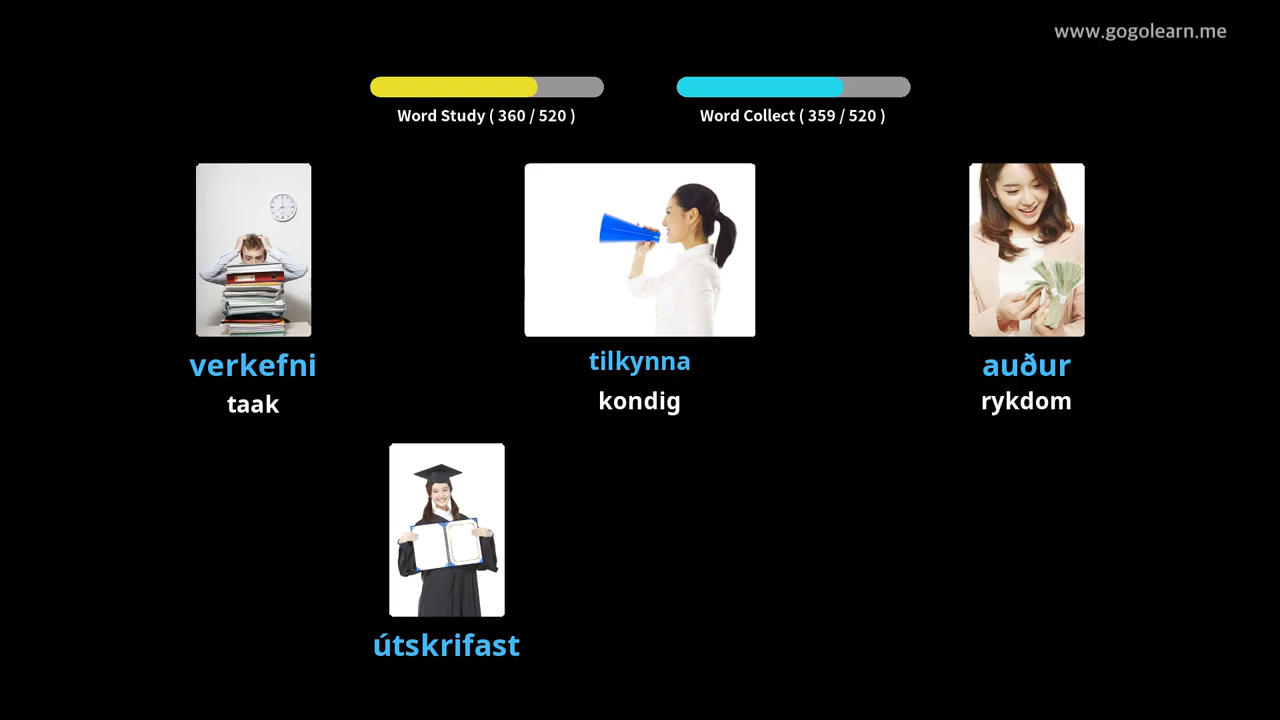 www.gogolearn.me
Word Study ( 360 / 520 )
Word Collect ( 359 / 520 )
verkefni
taak
tilkynna
kondig
auður
rykdom
útskrifast